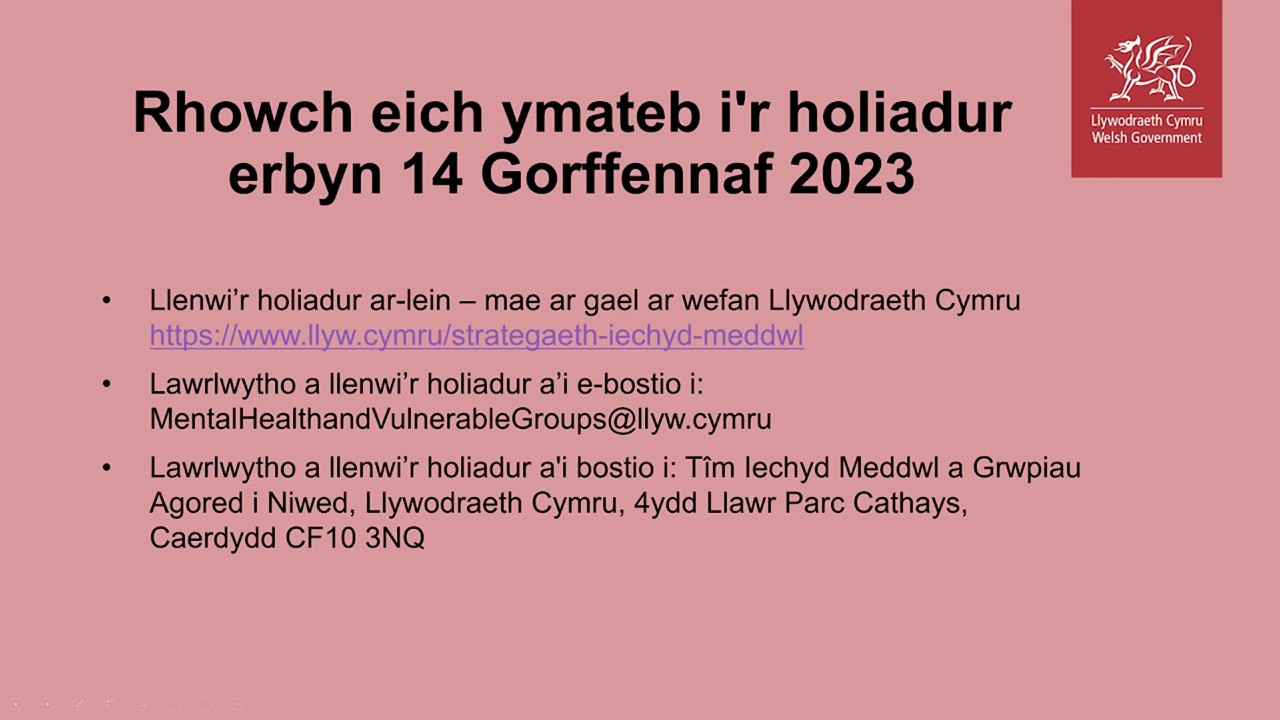 Rhowch eich ymateb i'r holiadur
erbyn 14 Gorffennaf 2023
Llywodraeth Cymru
Welsh Government
• Llenwi’r holiadur ar-lein – mae ar gael ar wefan Llywodraeth Cymru
https://www.llyw.cymru/strategaeth-iechyd-meddwl
• Lawrlwytho a llenwi’r holiadur a’i e-bostio i:
MentalHealthandVulnerableGroups@llyw.cymru
• Lawrlwytho a llenwi’r holiadur a'i bostio i: Tîm Iechyd Meddwl a Grwpiau
Agored i Niwed, Llywodraeth Cymru, 4ydd Llawr Parc Cathays,
Caerdydd CF10 3NQ